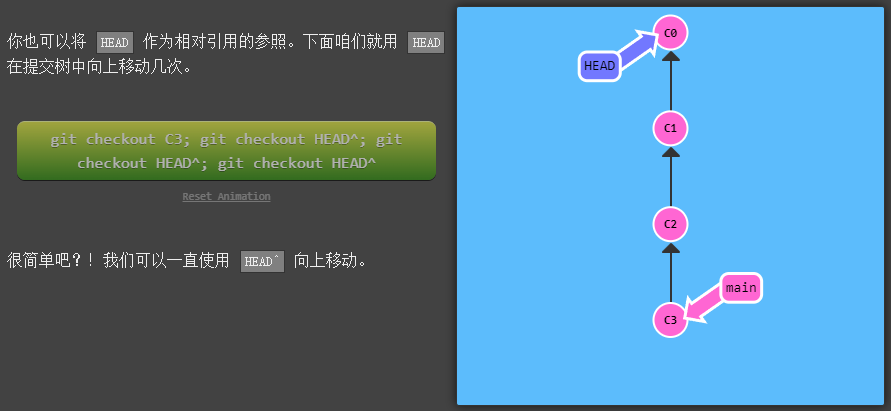 你也可以将 HEAD 作为相对引用的参照。下面咱们就用 HEAD
在提交树中向上移动几次。
git checkout C3; git checkout HEAD^; git
checkout HEAD^; git checkout HEAD^
Reset Animation
很简单吧？！我们可以一直使用 HEAD^ 向上移动。
C0
HEAD
C1
C2
main
C3